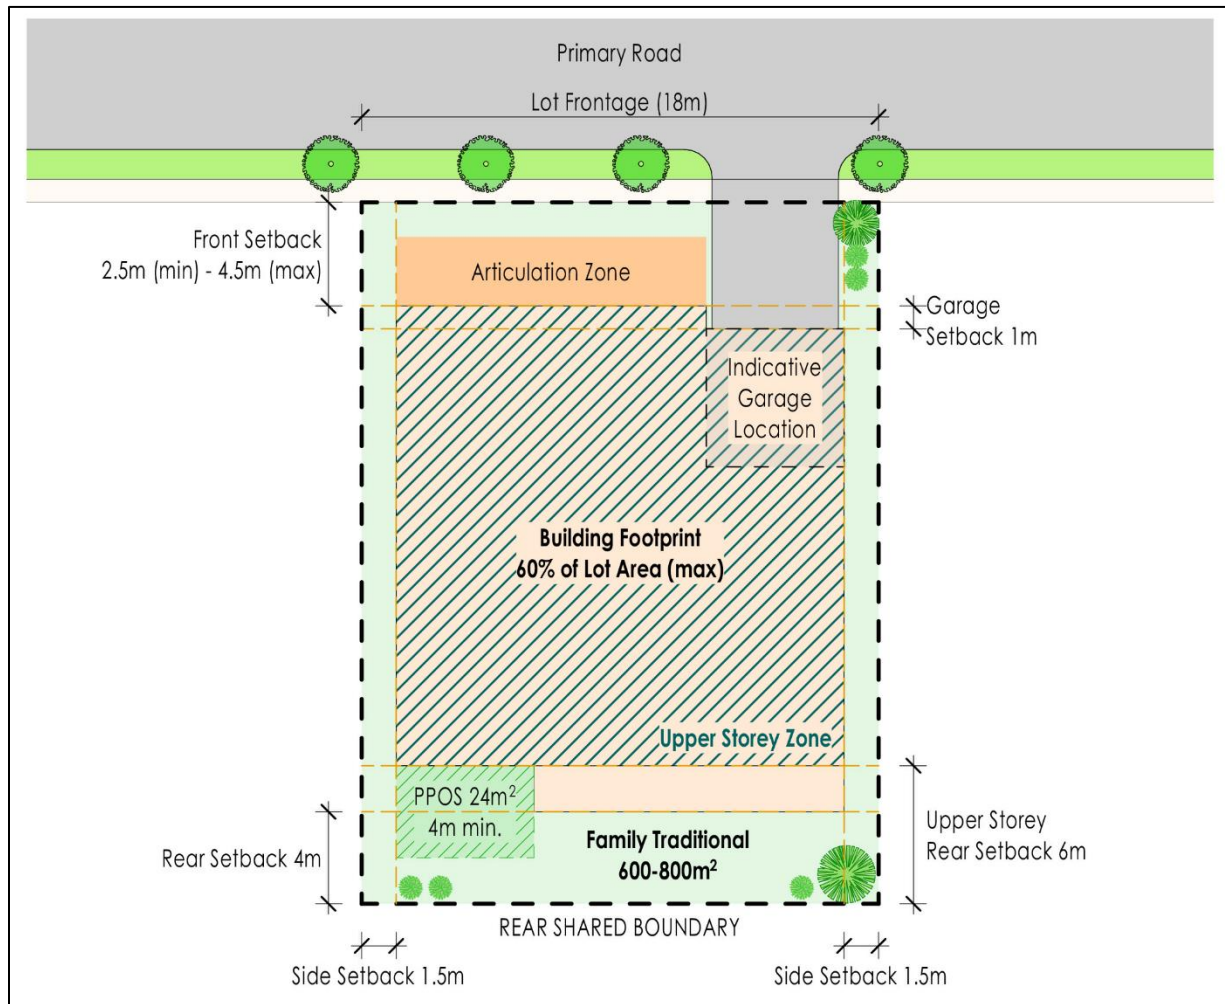 Primary Road
Lot Frontage (18m)
Front Setback
2.5m (min) - 4.5m (max)
Articulation Zone
Garage
Setback 1m
Indicative
Garage
Location
Building Footprint
60% of Lot Area (max)
Upper Storey Zone
PPOS 24m²
4m min.
Rear Setback 4m
Family Traditional
600-800m²
Upper Storey
Rear Setback 6m
REAR SHARED BOUNDARY
Side Setback 1.5m
Side Setback 1.5m